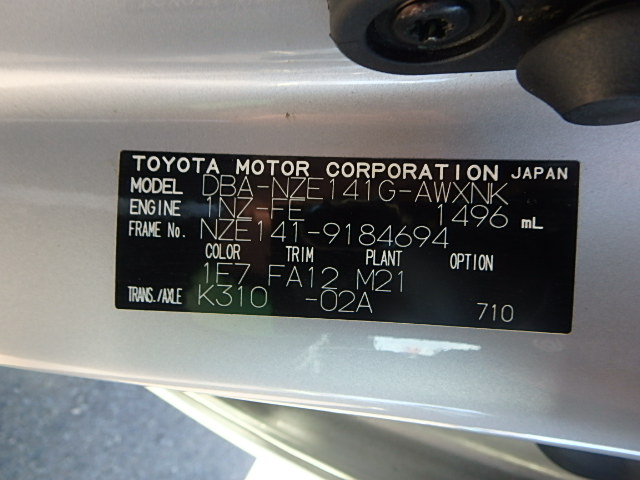 TOYOTA MOTOR CORPORATION JAPAN
MODEL DBA-NZE141G-AWXNK
ENGINE 1NZ-FE 1496 mL
FRAME No. NZE141-9184694
COLOR TRIM PLANT OPTION
1F7 FA12 M21
TRANS./AXLE K310 -02A 710